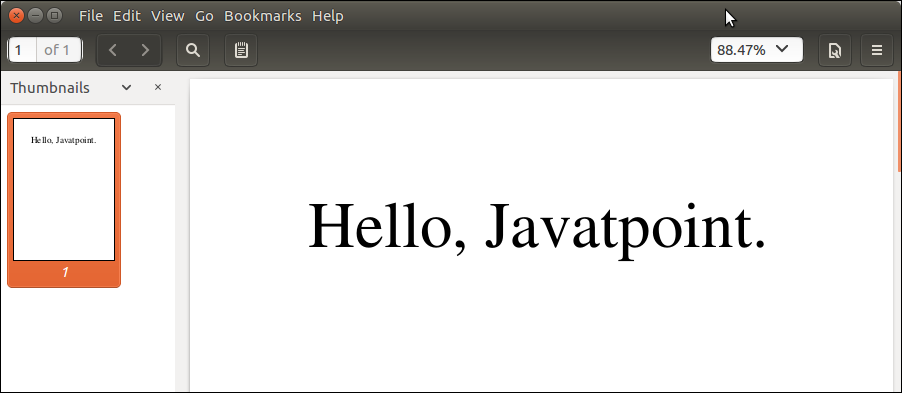 File Edit View Go Bookmarks Help
1 of 1 88.47%
Thumbnails
Hello, Javatpoint.
1
Hello, Javatpoint.